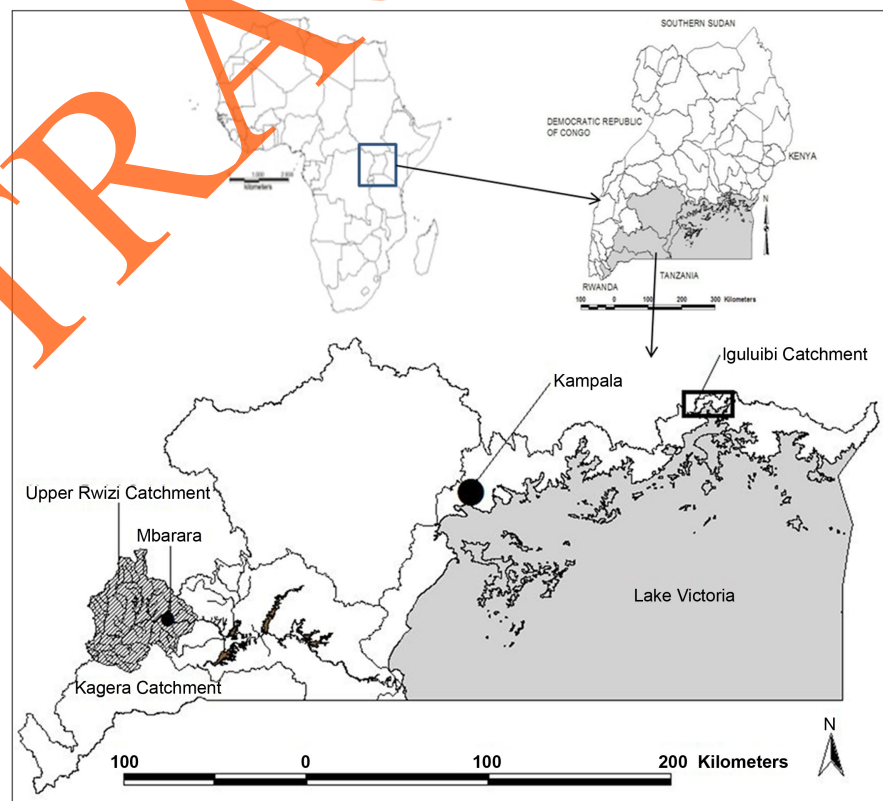 TRA
SOUTHERN SUDAN
DEMOCRATIC REPUBLIC
OF CONGO
KENYA
N
TANZANIA
RWANDA
kilometers
100 0 100 200 300 Kilometers
Iguluibi Catchment
Kampala
Upper Rwizi Catchment
Mbarara
Lake Victoria
Kagera Catchment
N
100 0 100 200 Kilometers